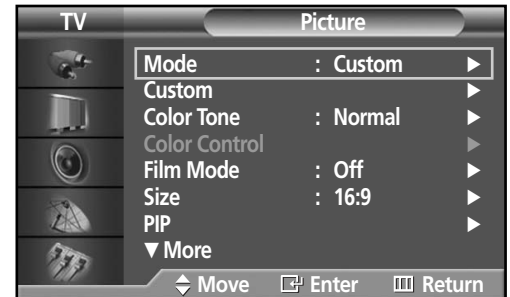 TV Picture
Mode : Custom ▶
Custom ▶
Color Tone : Normal ▶
Color Control ▶
Film Mode : Off ▶
Size : 16:9 ▶
PIP ▶
▼ More
Move Enter Return